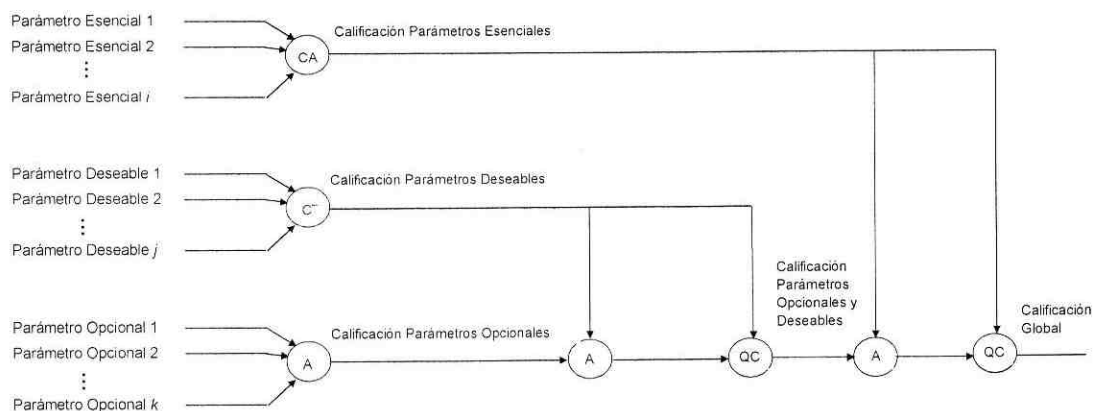 Parámetro Esencial 1
Parámetro Esencial 2
⋮
Parámetro Esencial i
CA
Calificación Parámetros Esenciales
Parámetro Deseable 1
Parámetro Deseable 2
⋮
Parámetro Deseable j
C⁻
Calificación Parámetros Deseables
Parámetro Opcional 1
Parámetro Opcional 2
⋮
Parámetro Opcional k
A
Calificación Parámetros Opcionales
A
QC
Calificación
Parámetros
Opcionales y
Deseables
A
QC
Calificación
Global